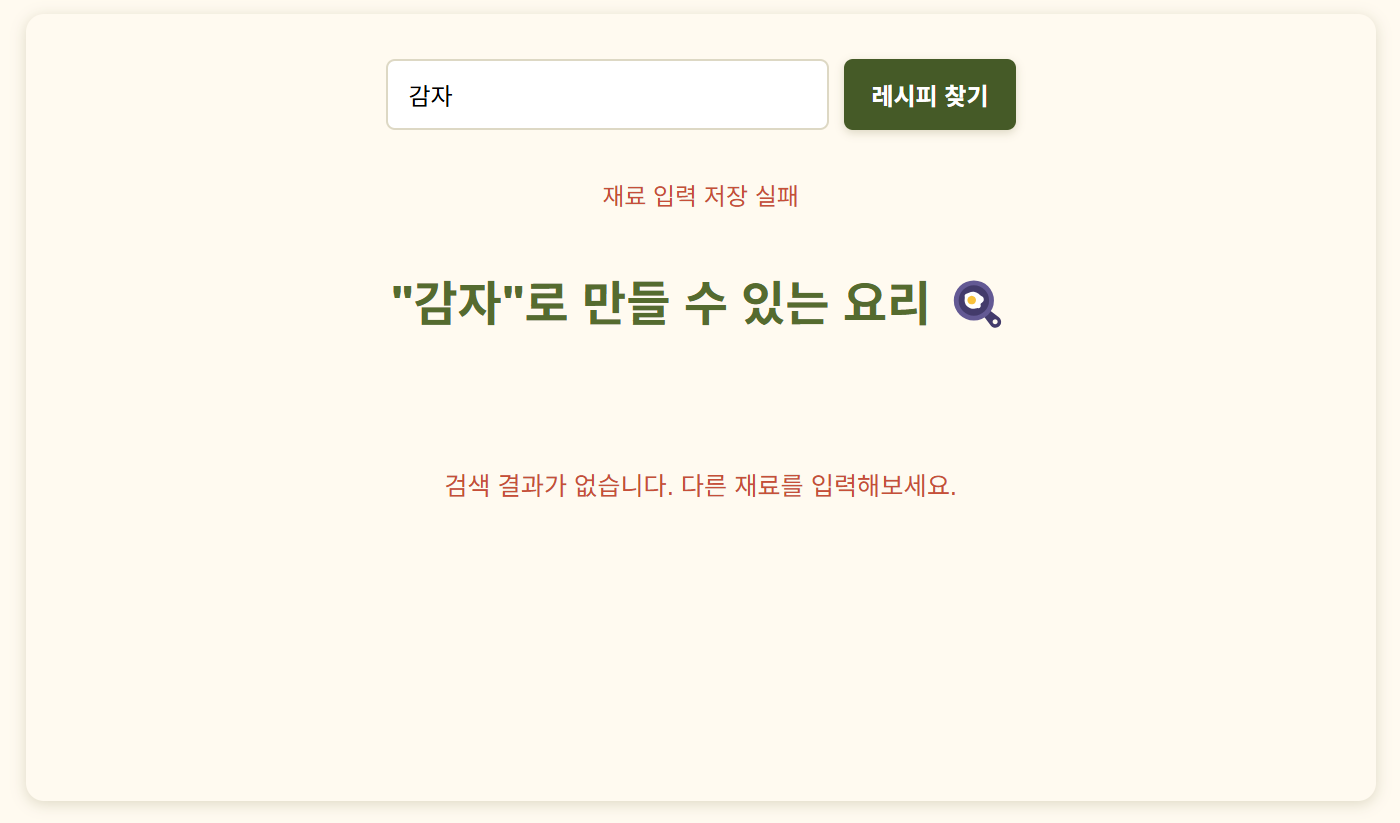 감자
레시피 찾기
재료 입력 저장 실패
"감자"로 만들 수 있는 요리 🍳
검색 결과가 없습니다. 다른 재료를 입력해보세요.